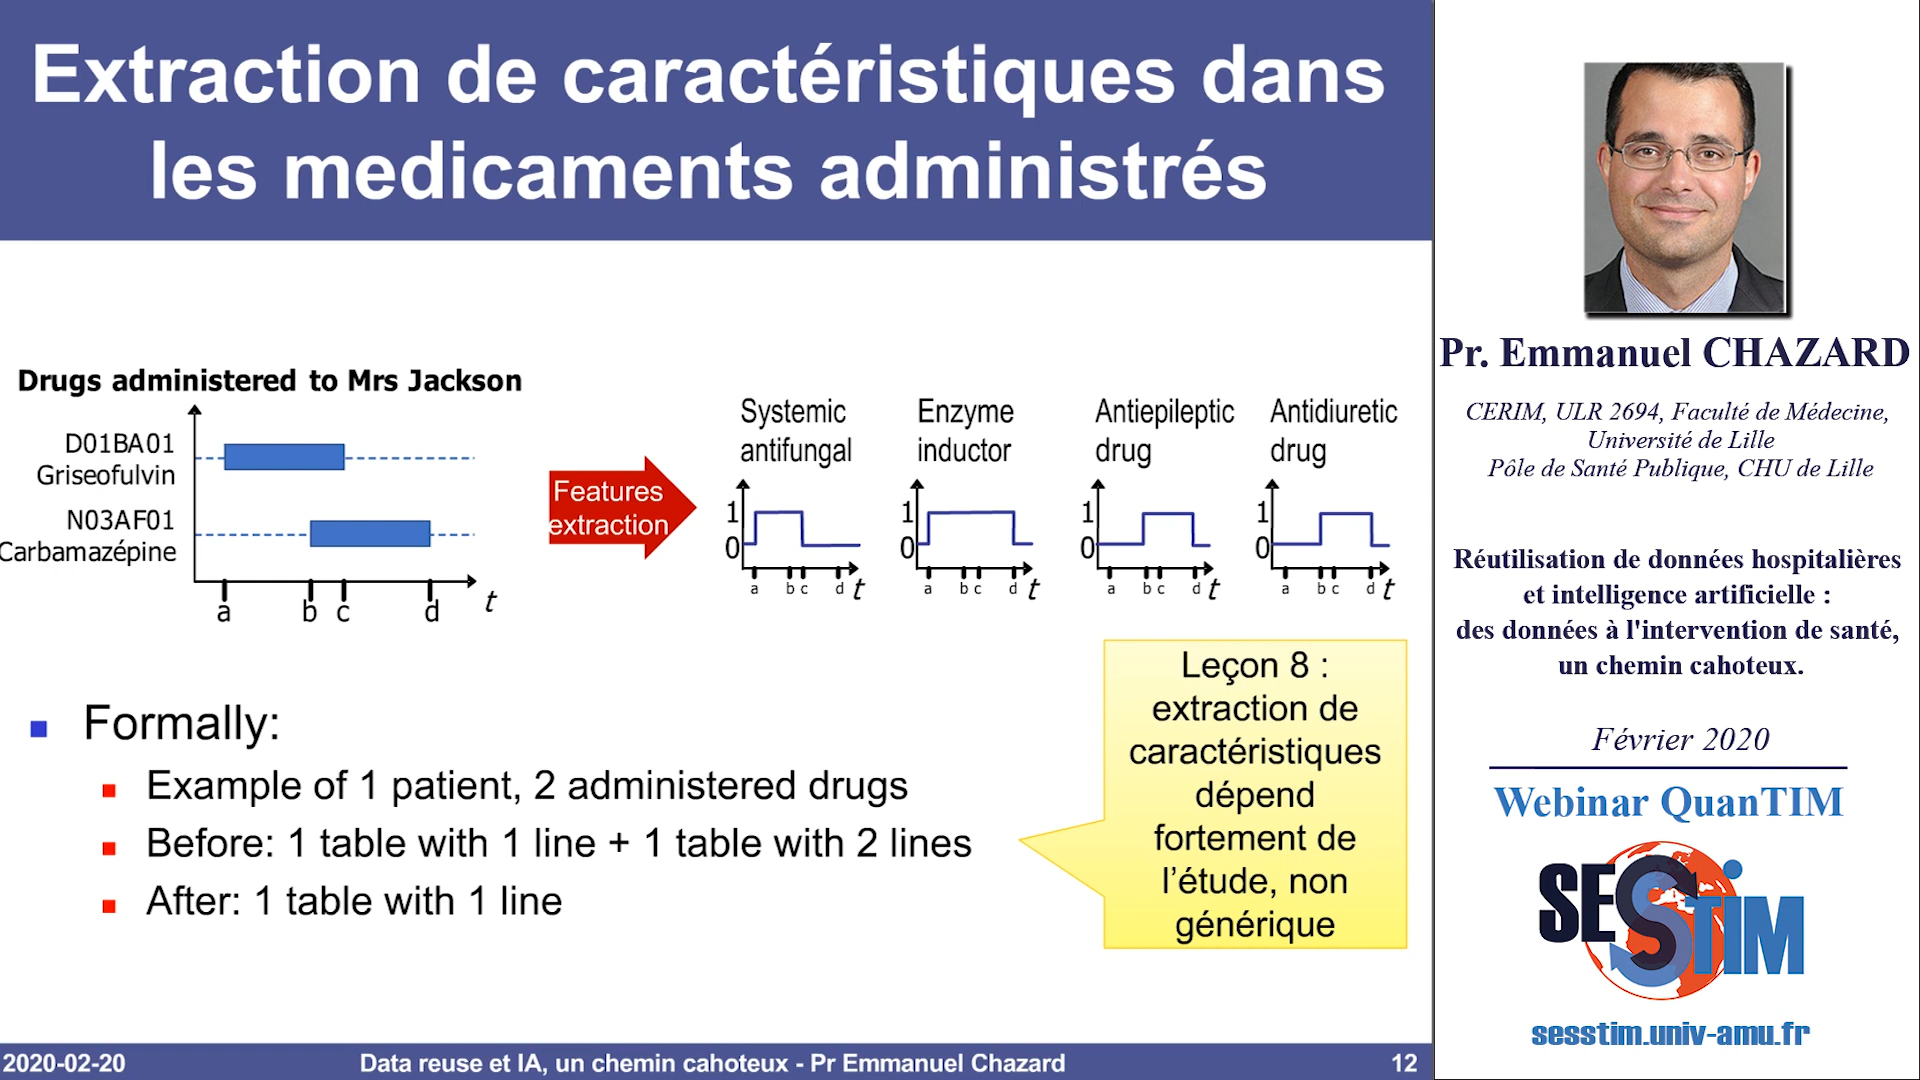 Extraction de caractéristiques dans
les medicaments administrés
Drugs administered to Mrs Jackson
D01BA01
Griseofulvin
N03AF01
Carbamazépine
a b c d t
Features
extraction
Systemic
antifungal
1
0
a b c d t
Enzyme
inductor
1
0
a b c d t
Antiepileptic
drug
1
0
a b c d t
Antidiuretic
drug
1
0
a b c d t
Formally:
Example of 1 patient, 2 administered drugs
Before: 1 table with 1 line + 1 table with 2 lines
After: 1 table with 1 line
Leçon 8 :
extraction de
caractéristiques
dépend
fortement de
l’étude, non
générique
2020-02-20
Data reuse et IA, un chemin cahoteux - Pr Emmanuel Chazard
12
Pr. Emmanuel CHAZARD
CERIM, ULR 2694, Faculté de Médecine,
Université de Lille
Pôle de Santé Publique, CHU de Lille
Réutilisation de données hospitalières
et intelligence artificielle :
des données à l'intervention de santé,
un chemin cahoteux.
Février 2020
Webinar QuanTIM
SESSTIM
sesstim.univ-amu.fr